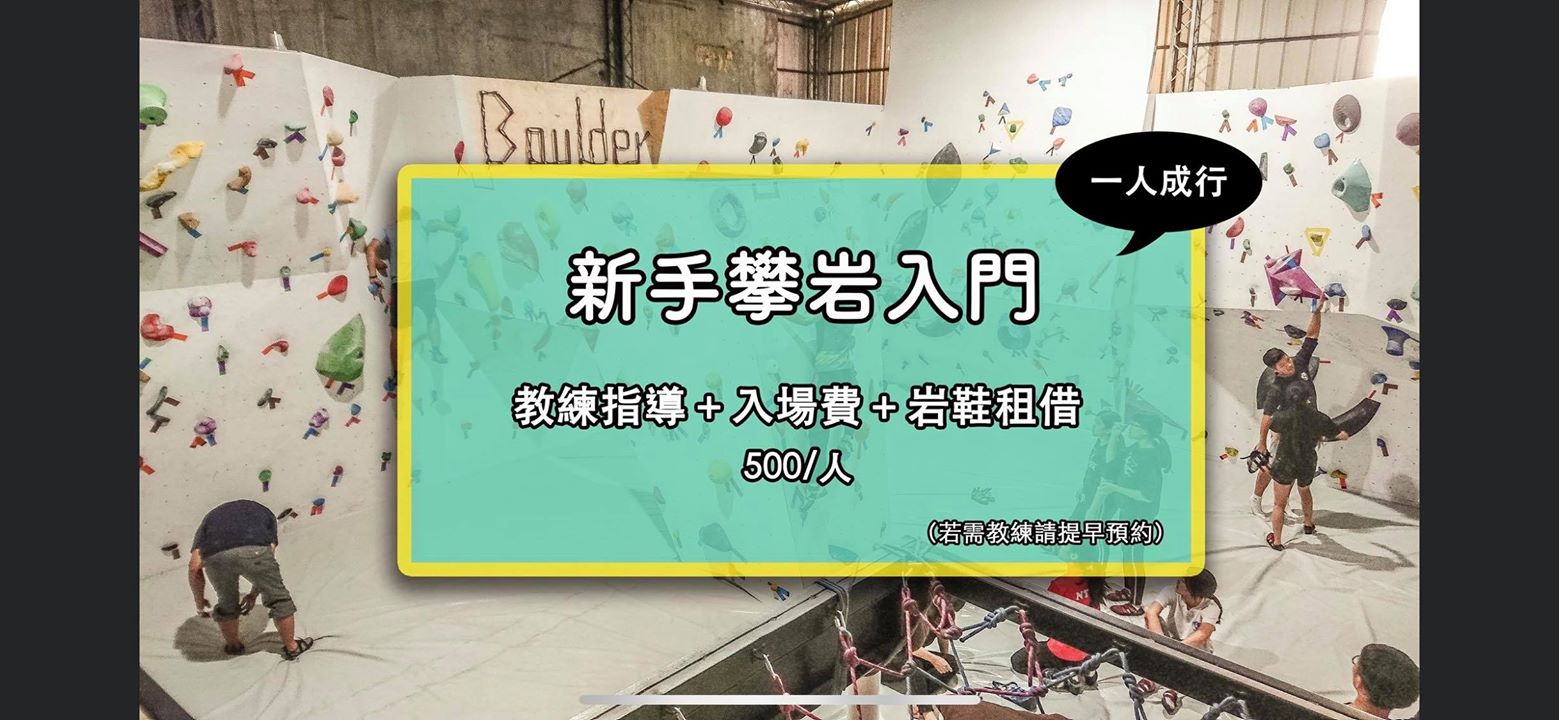 Boulder
一人成行
新手攀岩入門
教練指導+入場費+岩鞋租借
500/人
(若需教練請提早預約)